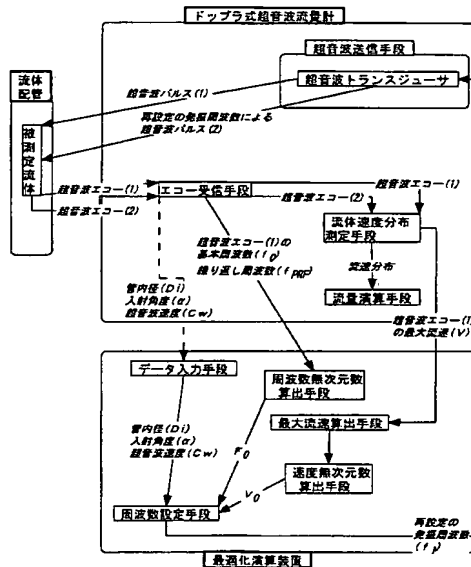 ドップラ式超音波流量計
超音波送信手段
超音波トランスジューサ
流体
配管
被測定流体
超音波パルス(1)
再設定の発振周波数による
超音波パルス(2)
超音波エコー(1)
超音波エコー(2)
エコー受信手段
超音波エコー(1)
超音波エコー(2)
流体速度分布
測定手段
流量演算手段
超音波エコー(1)の
基本周波数(f0)
繰り返し周波数(fPRF)
管内径(Di)
入射角度(α)
超音波速度(Cw)
超音波エコー(1)
の最大流速(V)
データ入力手段
周波数無次元数
算出手段
最大流速算出手段
管内径(Di)
入射角度(α)
超音波速度(Cw)
F0
速度無次元数
算出手段
V0
周波数設定手段
再設定の
発振周波数
最適化演算装置